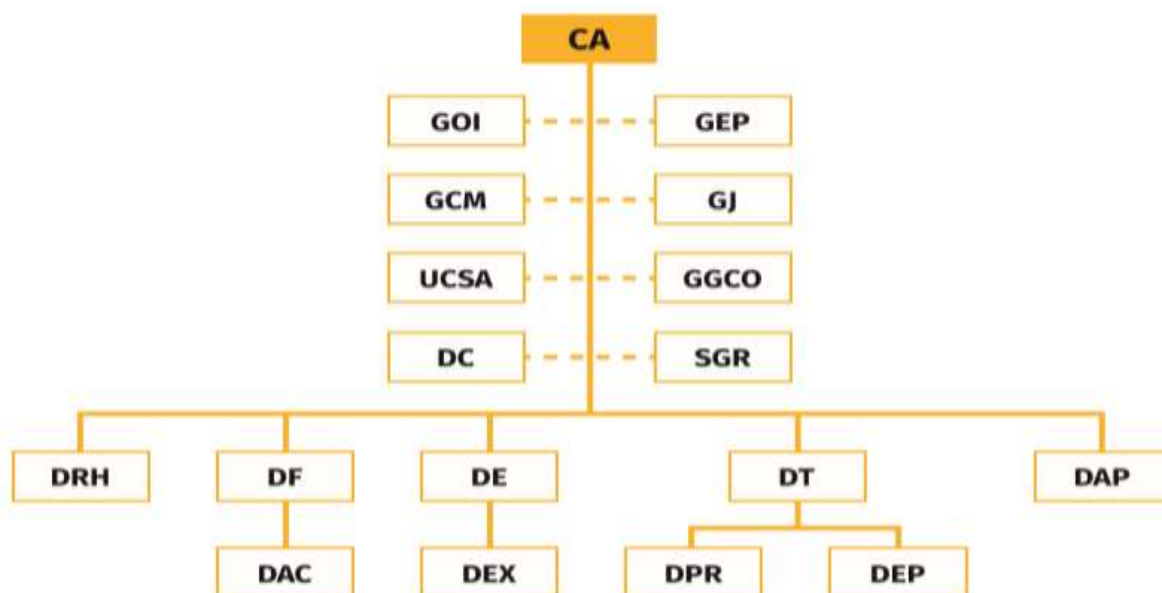 CA
GOI GEP
GCM GJ
UCSA GGCO
DC SGR
DRH DF DE DT DAP
DAC DEX DPR DEP